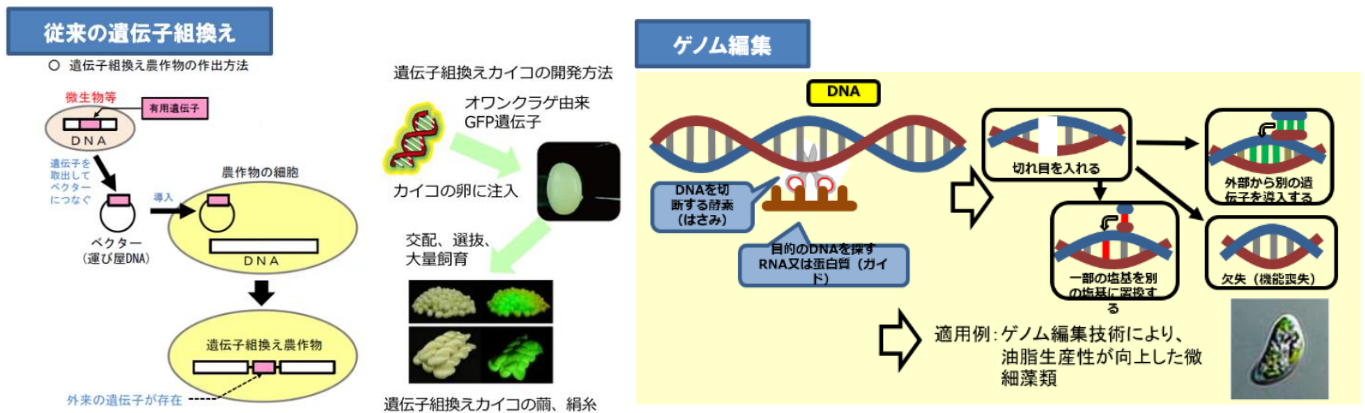 従来の遺伝子組換え
○ 遺伝子組換え農作物の作出方法
微生物等
有用遺伝子
DNA
遺伝子を
取出して
ベクター
につなぐ
導入
農作物の細胞
ベクター
(運び屋DNA)
DNA
遺伝子組換え農作物
外来の遺伝子が存在
遺伝子組換えカイコの開発方法
オワンクラゲ由来
GFP遺伝子
カイコの卵に注入
交配、選抜、
大量飼育
遺伝子組換えカイコの繭、絹糸
ゲノム編集
DNA
DNAを切
断する酵素
(はさみ)
目的のDNAを探す
RNA又は蛋白質(ガイ
ド)
切れ目を入れる
外部から別の遺
伝子を導入する
一部の塩基を別
の塩基に置換す
る
欠失(機能喪失)
適用例:ゲノム編集技術により、
油脂生産性が向上した微
細藻類